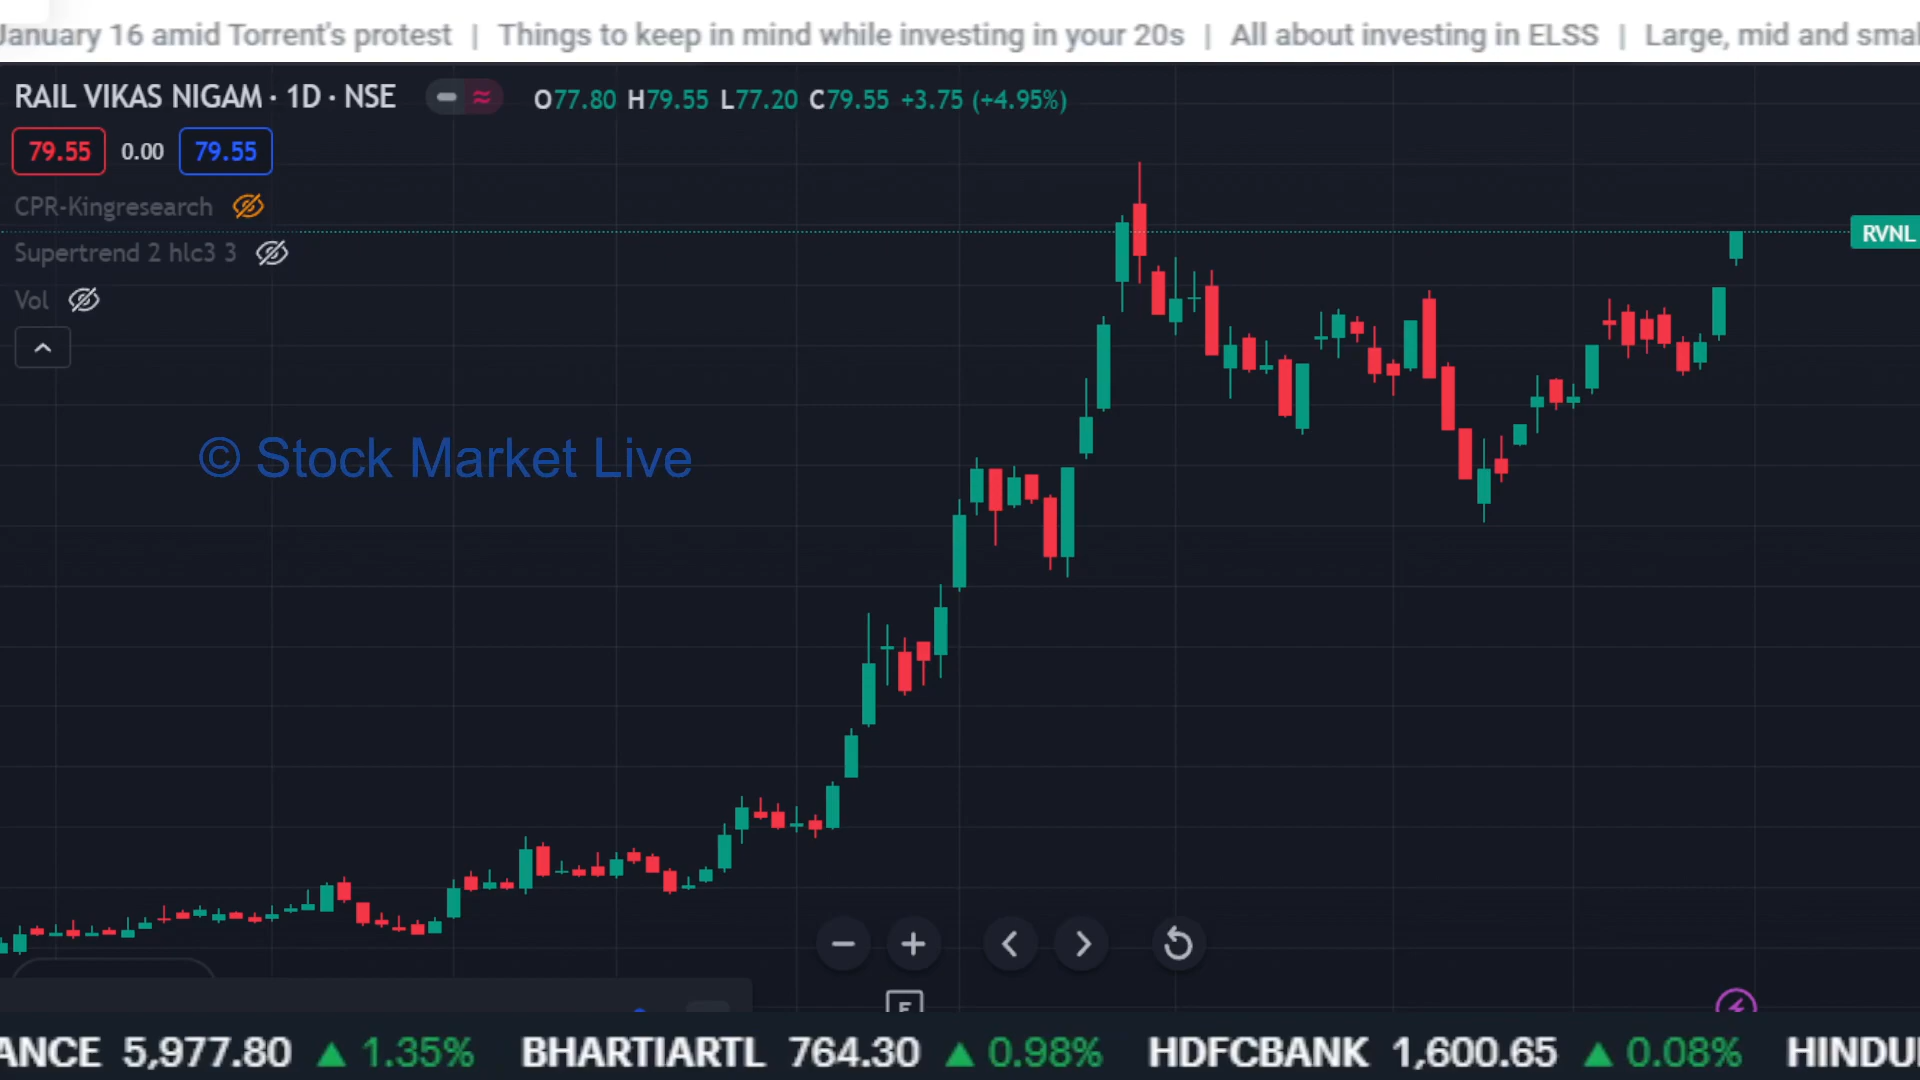 January 16 amid Torrent's protest | Things to keep in mind while investing in your 20s | All about investing in ELSS | Large, mid and smal
RAIL VIKAS NIGAM · 1D · NSE O77.80 H79.55 L77.20 C79.55 +3.75 (+4.95%)
79.55 0.00 79.55
CPR-Kingresearch
RVNL
Supertrend 2 hlc3 3
Vol
© Stock Market Live
E
ANCE 5,977.80 ▲ 1.35% BHARTIARTL 764.30 ▲ 0.98% HDFCBANK 1,600.65 ▲ 0.08% HINDU